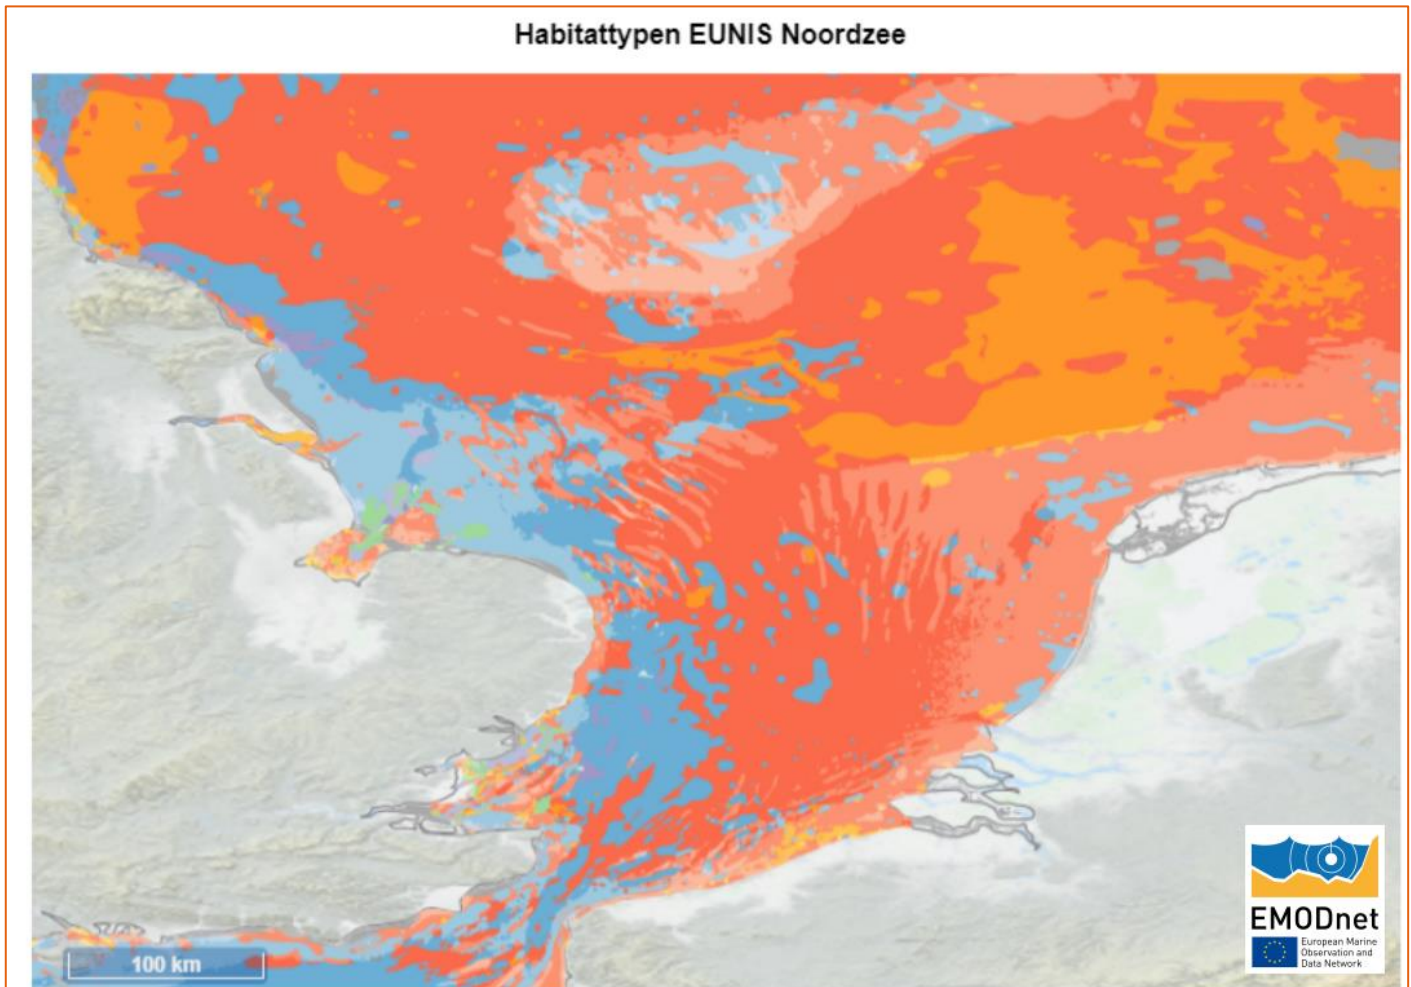 Habitattypen EUNIS Noordzee
100 km
EMODnet
European Marine
Observation and
Data Network